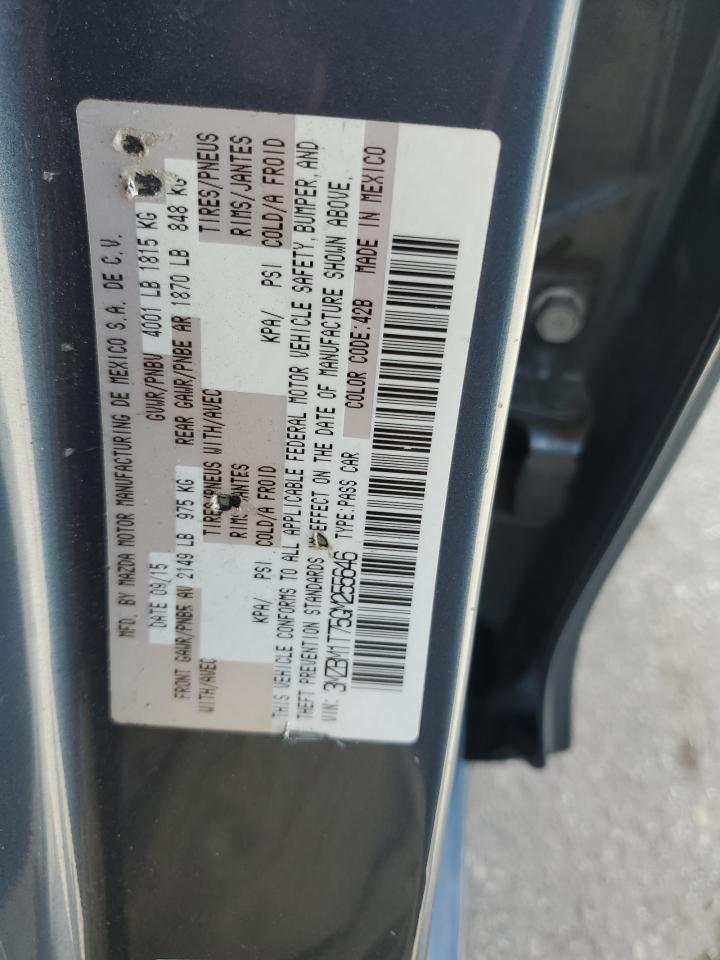 MFD. BY MAZDA MOTOR MANUFACTURING DE MEXICO S.A. DE C.V.
DATE 09/15 GVWR/PNBV 4001 LB 1815 KG
FRONT GAWR/PNBE AV 2149 LB 975 KG REAR GAWR/PNBE AR 1870 LB 848 KG
WITH/AVEC TIRES/PNEUS WITH/AVEC TIRES/PNEUS
RIMS/JANTES RIMS/JANTES
KPA/ PSI COLD/A FROID KPA/ PSI COLD/A FROID
THIS VEHICLE CONFORMS TO ALL APPLICABLE FEDERAL MOTOR VEHICLE SAFETY, BUMPER, AND
THEFT PREVENTION STANDARDS IN EFFECT ON THE DATE OF MANUFACTURE SHOWN ABOVE.
VIN: 3MZBM1T75GM255646 TYPE:PASS CAR COLOR CODE:42B MADE IN MEXICO